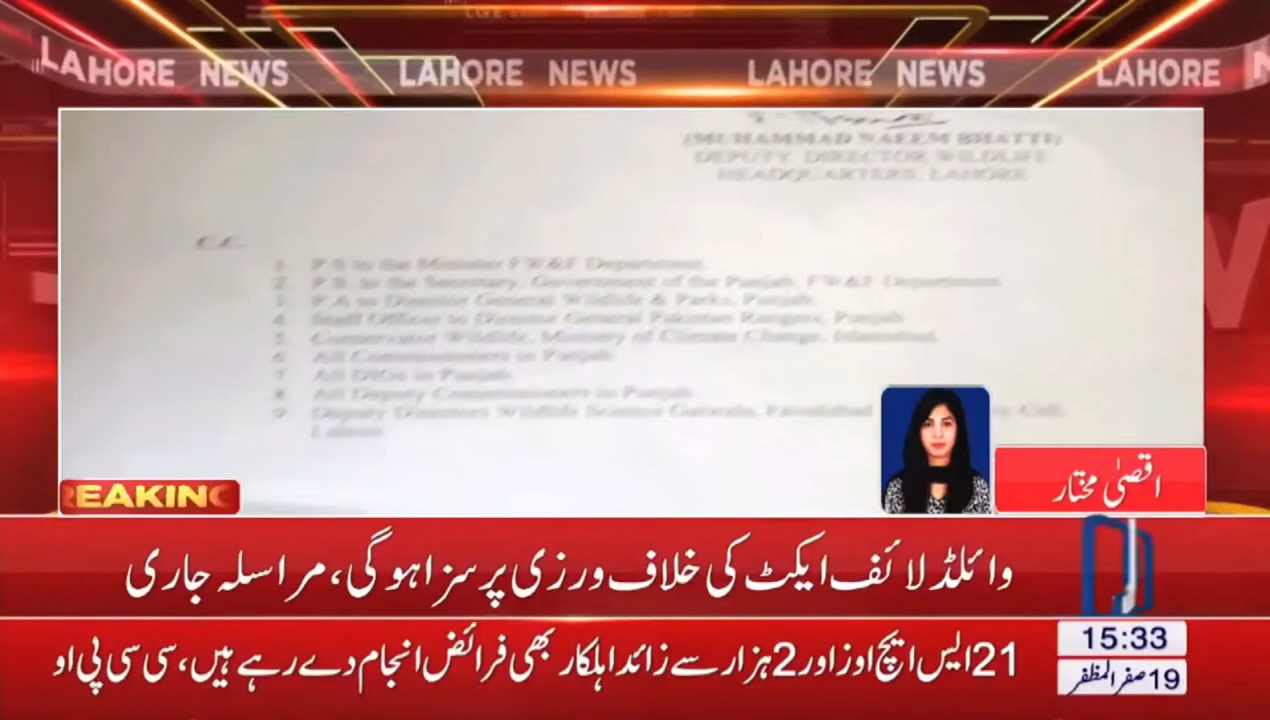 LAHORE NEWS LAHORE NEWS LAHORE NEWS LAHORE
(MUHAMMAD NAEEM BHATTI)
DEPUTY DIRECTOR WILDLIFE
HEADQUARTERS LAHORE
C.C.
1. P.S to the Minister FW&F Department
2. P.S. to the Secretary, Government of the Punjab, FW&F Department
3. P.A to Director General Wildlife & Parks, Punjab.
4. Staff Officer to Director General Pakistan Rangers, Punjab
5. Conservator Wildlife, Ministry of Climate Change, Islamabad.
6. All Commissioners in Punjab
7. All DIGs in Punjab
8. All Deputy Commissioners in Punjab
9. Deputy Directors Wildlife Science Gatwala, Faisalabad
Lahore
اقصیٰ مختار
REAKING
وائلڈ لائف ایکٹ کی خلاف ورزی پر سزا ہو گی، مراسلہ جاری
21 ایس ایچ اوز اور 2 ہزار سے زائد اہلکار بھی فرائض انجام دے رہے ہیں، سی سی پی او
15:33
19 صفر المظفر